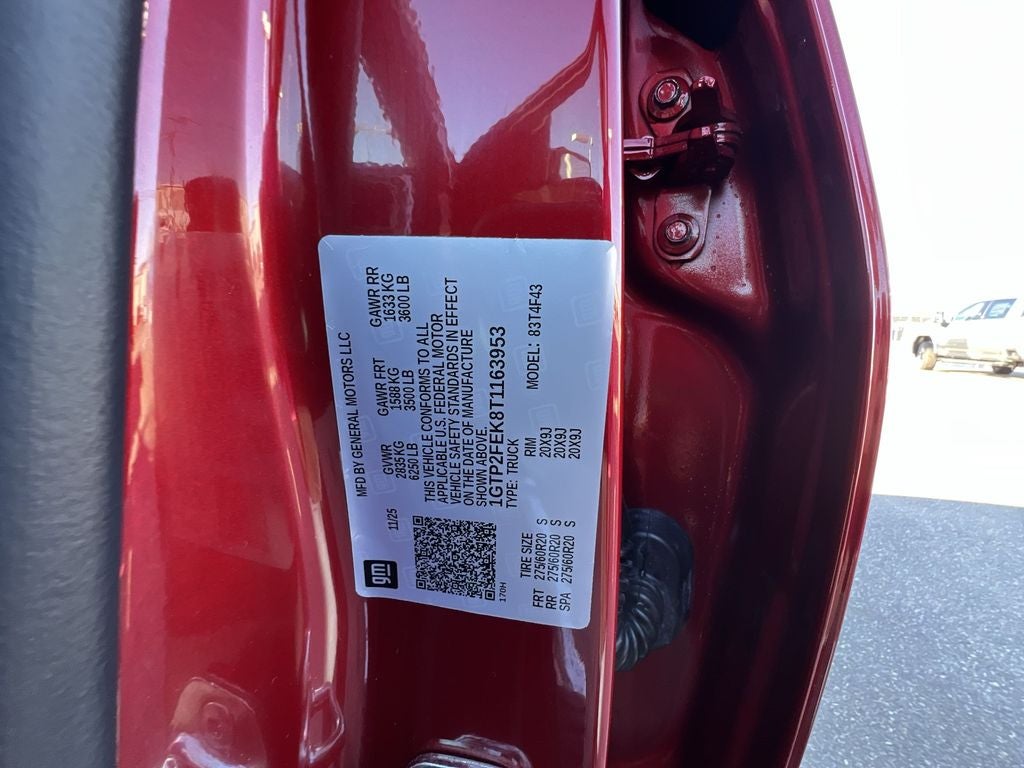 MFD BY GENERAL MOTORS LLC
gm 11/25 GVWR GAWR FRT GAWR RR
2835 KG 1588 KG 1633 KG
6250 LB 3500 LB 3600 LB
THIS VEHICLE CONFORMS TO ALL
APPLICABLE U.S. FEDERAL MOTOR
VEHICLE SAFETY STANDARDS IN EFFECT
ON THE DATE OF MANUFACTURE
SHOWN ABOVE.
1GTP2FEK8T1163953
170H TYPE: TRUCK MODEL: 83T4F43
TIRE SIZE RIM
FRT 275/60R20 S 20X9J
RR 275/60R20 S 20X9J
SPA 275/60R20 S 20X9J